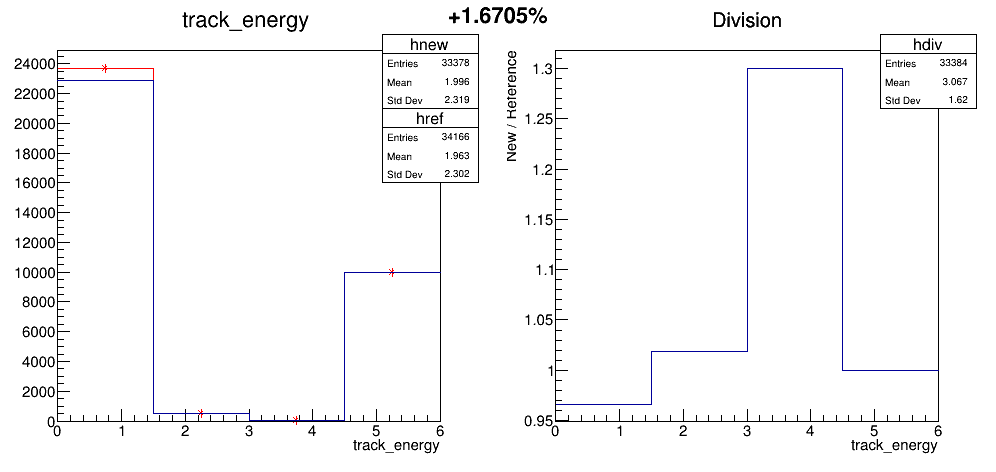 track_energy
+1.6705%
Division
hnew
Entries 33378
Mean 1.996
Std Dev 2.319
href
Entries 34166
Mean 1.963
Std Dev 2.302
24000
22000
20000
18000
16000
14000
12000
10000
8000
6000
4000
2000
0
0 1 2 3 4 5 6
track_energy
hdiv
Entries 33384
Mean 3.067
Std Dev 1.62
New / Reference
1.3
1.25
1.2
1.15
1.1
1.05
1
0.95
0 1 2 3 4 5 6
track_energy